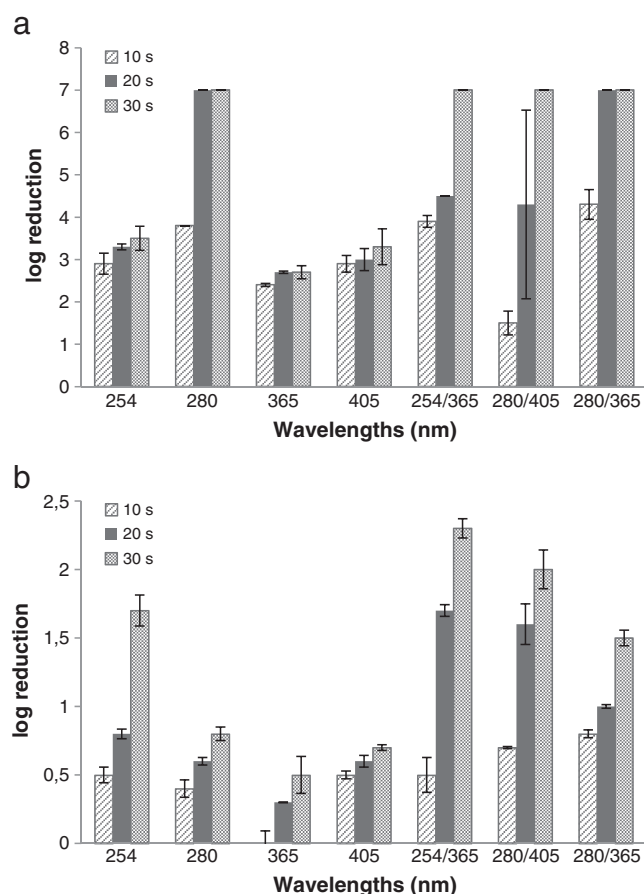 a
log reduction
10 s
20 s
30 s
7
6
5
4
3
2
1
0
254 280 365 405 254/365 280/405 280/365
Wavelengths (nm)
b
log reduction
10 s
20 s
30 s
2,5
2
1,5
1
0,5
0
254 280 365 405 254/365 280/405 280/365
Wavelengths (nm)